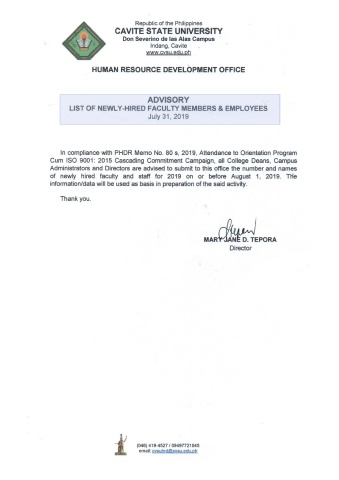 Republic of the Philippines
CAVITE STATE UNIVERSITY
Don Severino de las Alas Campus
Indang, Cavite
www.cvsu.edu.ph
HUMAN RESOURCE DEVELOPMENT OFFICE
ADVISORY
LIST OF NEWLY-HIRED FACULTY MEMBERS & EMPLOYEES
July 31, 2019
In compliance with PHDR Memo No. 80 s, 2019, Attendance to Orientation Program
Cum ISO 9001: 2015 Cascading Commitment Campaign, all College Deans, Campus
Administrators and Directors are advised to submit to this office the number and names
of newly hired faculty and staff for 2019 on or before August 1, 2019. The
information/data will be used as basis in preparation of the said activity.
Thank you.
MARY JANE D. TEPORA
Director
(046) 419-4527 / 09497721045
email: cvsuhrd@cvsu.edu.ph